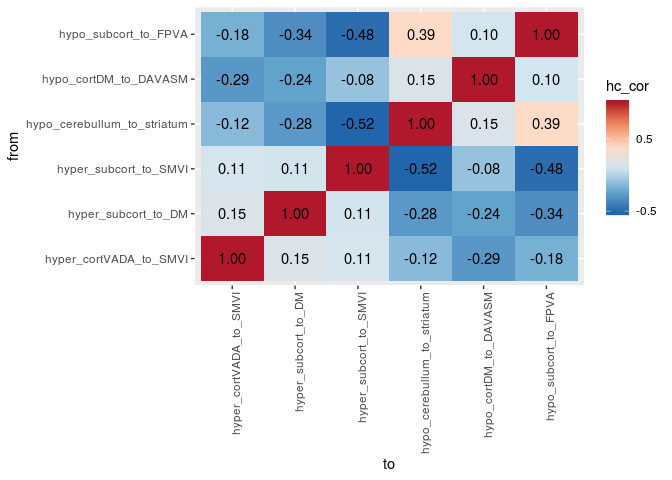 hypo_subcort_to_FPVA -0.18 -0.34 -0.48 0.39 0.10 1.00
hypo_cortDM_to_DAVASM -0.29 -0.24 -0.08 0.15 1.00 0.10
hypo_cerebullum_to_striatum -0.12 -0.28 -0.52 1.00 0.15 0.39
hyper_subcort_to_SMVI 0.11 0.11 1.00 -0.52 -0.08 -0.48
hyper_subcort_to_DM 0.15 1.00 0.11 -0.28 -0.24 -0.34
hyper_cortVADA_to_SMVI 1.00 0.15 0.11 -0.12 -0.29 -0.18
from
hyper_cortVADA_to_SMVI
hyper_subcort_to_DM
hyper_subcort_to_SMVI
hypo_cerebullum_to_striatum
hypo_cortDM_to_DAVASM
hypo_subcort_to_FPVA
to
hc_cor
0.5
-0.5